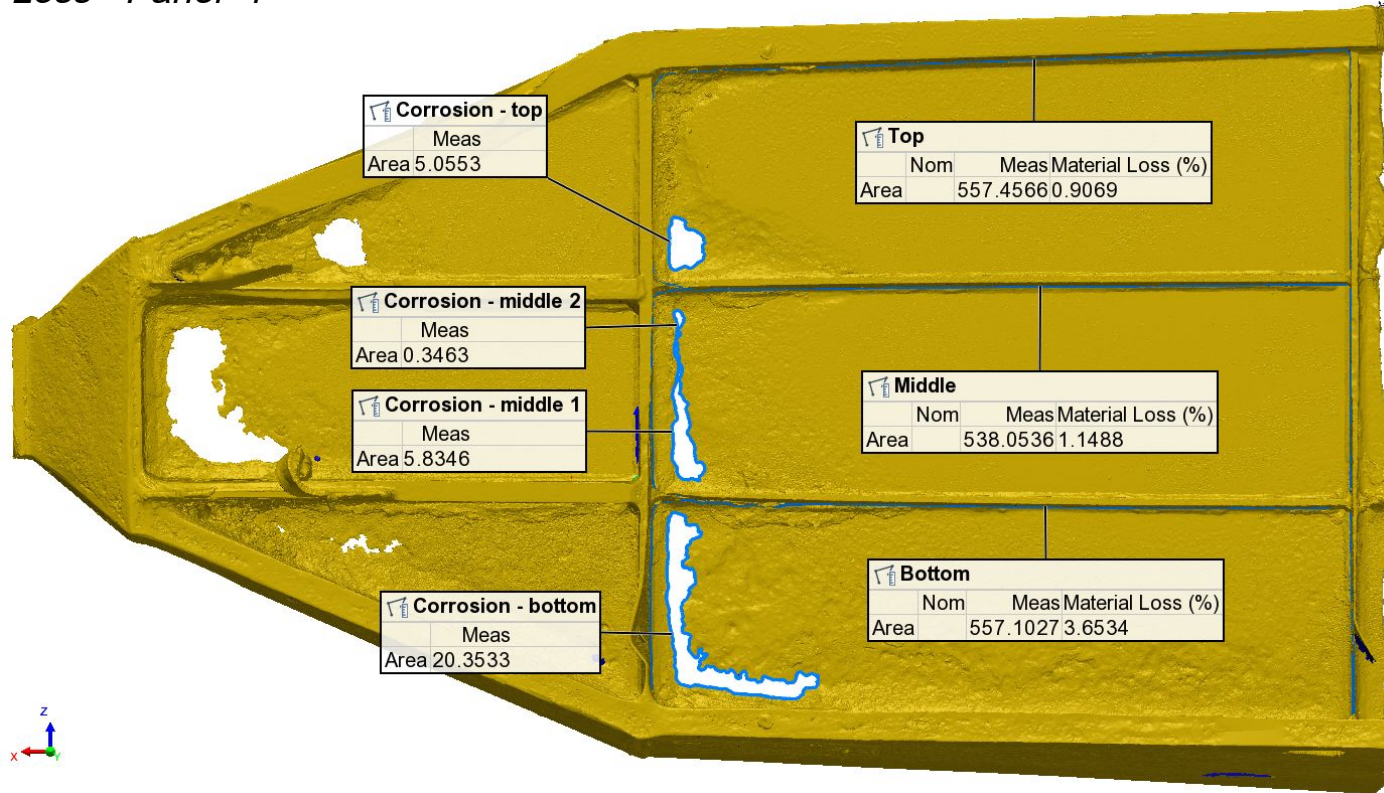 Corrosion - top
Meas
Area 5.0553
Top
Nom Meas Material Loss (%)
Area 557.4566 0.9069
Corrosion - middle 2
Meas
Area 0.3463
Corrosion - middle 1
Meas
Area 5.8346
Middle
Nom Meas Material Loss (%)
Area 538.0536 1.1488
Bottom
Nom Meas Material Loss (%)
Area 557.1027 3.6534
Corrosion - bottom
Meas
Area 20.3533
z
x
Y